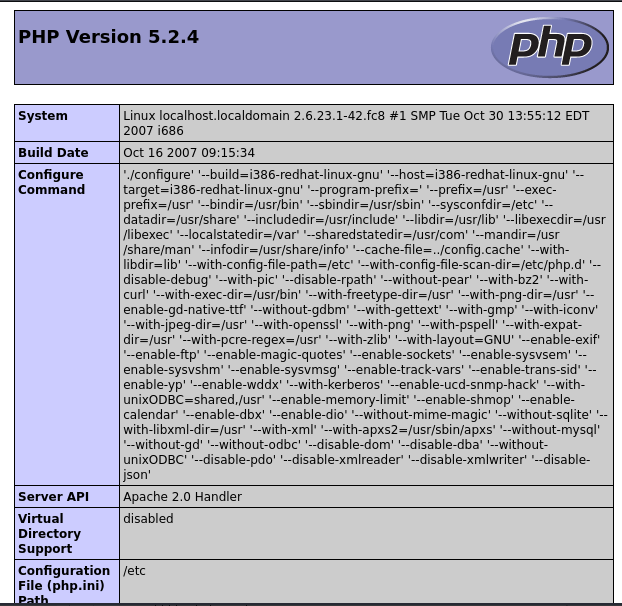 PHP Version 5.2.4
php
System
Linux localhost.localdomain 2.6.23.1-42.fc8 #1 SMP Tue Oct 30 13:55:12 EDT
2007 i686
Build Date
Oct 16 2007 09:15:34
Configure
Command
'./configure' '--build=i386-redhat-linux-gnu' '--host=i386-redhat-linux-gnu' '--
target=i386-redhat-linux-gnu' '--program-prefix=' '--prefix=/usr' '--exec-
prefix=/usr' '--bindir=/usr/bin' '--sbindir=/usr/sbin' '--sysconfdir=/etc' '--
datadir=/usr/share' '--includedir=/usr/include' '--libdir=/usr/lib' '--libexecdir=/usr
/libexec' '--localstatedir=/var' '--sharedstatedir=/usr/com' '--mandir=/usr
/share/man' '--infodir=/usr/share/info' '--cache-file=../config.cache' '--with-
libdir=lib' '--with-config-file-path=/etc' '--with-config-file-scan-dir=/etc/php.d' '--
disable-debug' '--with-pic' '--disable-rpath' '--without-pear' '--with-bz2' '--with-
curl' '--with-exec-dir=/usr/bin' '--with-freetype-dir=/usr' '--with-png-dir=/usr' '--
enable-gd-native-ttf' '--without-gdbm' '--with-gettext' '--with-gmp' '--with-iconv'
'--with-jpeg-dir=/usr' '--with-openssl' '--with-png' '--with-pspell' '--with-expat-
dir=/usr' '--with-pcre-regex=/usr' '--with-zlib' '--with-layout=GNU' '--enable-exif'
'--enable-ftp' '--enable-magic-quotes' '--enable-sockets' '--enable-sysvsem' '--
enable-sysvshm' '--enable-sysvmsg' '--enable-track-vars' '--enable-trans-sid' '--
enable-yp' '--enable-wddx' '--with-kerberos' '--enable-ucd-snmp-hack' '--with-
unixODBC=shared,/usr' '--enable-memory-limit' '--enable-shmop' '--enable-
calendar' '--enable-dbx' '--enable-dio' '--without-mime-magic' '--without-sqlite' '--
with-libxml-dir=/usr' '--with-xml' '--with-apxs2=/usr/sbin/apxs' '--without-mysql'
'--without-gd' '--without-odbc' '--disable-dom' '--disable-dba' '--without-
unixODBC' '--disable-pdo' '--disable-xmlreader' '--disable-xmlwriter' '--disable-
json'
Server API
Apache 2.0 Handler
Virtual
Directory
Support
disabled
Configuration
File (php.ini)
Path
/etc